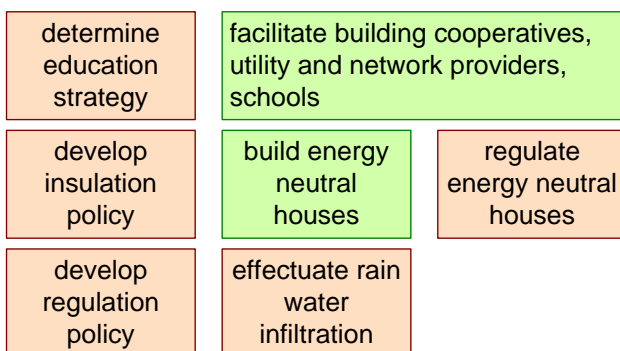 determine
education
strategy
facilitate building cooperatives,
utility and network providers,
schools
develop
insulation
policy
build energy
neutral
houses
regulate
energy neutral
houses
develop
regulation
policy
effectuate rain
water
infiltration